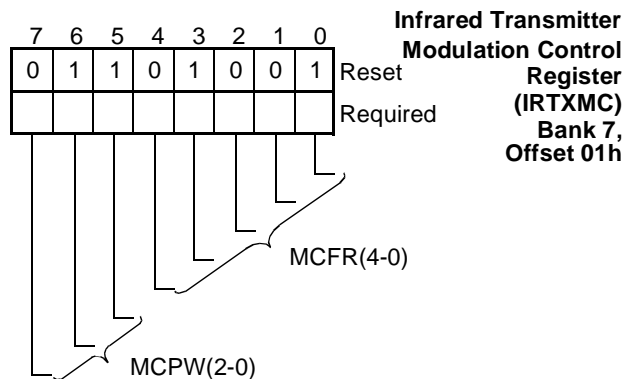 Infrared Transmitter
Modulation Control
Register
(IRTXMC)
Bank 7,
Offset 01h
7 6 5 4 3 2 1 0
0 1 1 0 1 0 0 1 Reset
Required
MCFR(4-0)
MCPW(2-0)